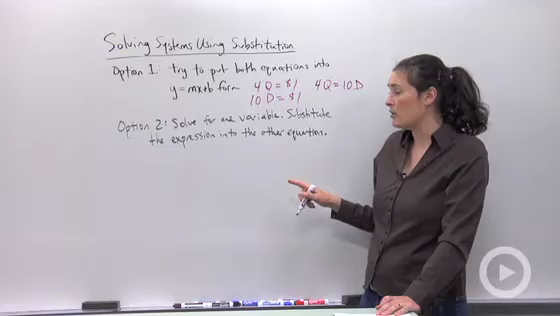 Solving Systems Using Substitution
Option 1: try to put both equations into
y=mx+b form 4Q = $1 4Q = 10D
10D = $1
Option 2: Solve for one variable. Substitute
the expression into the other equation.